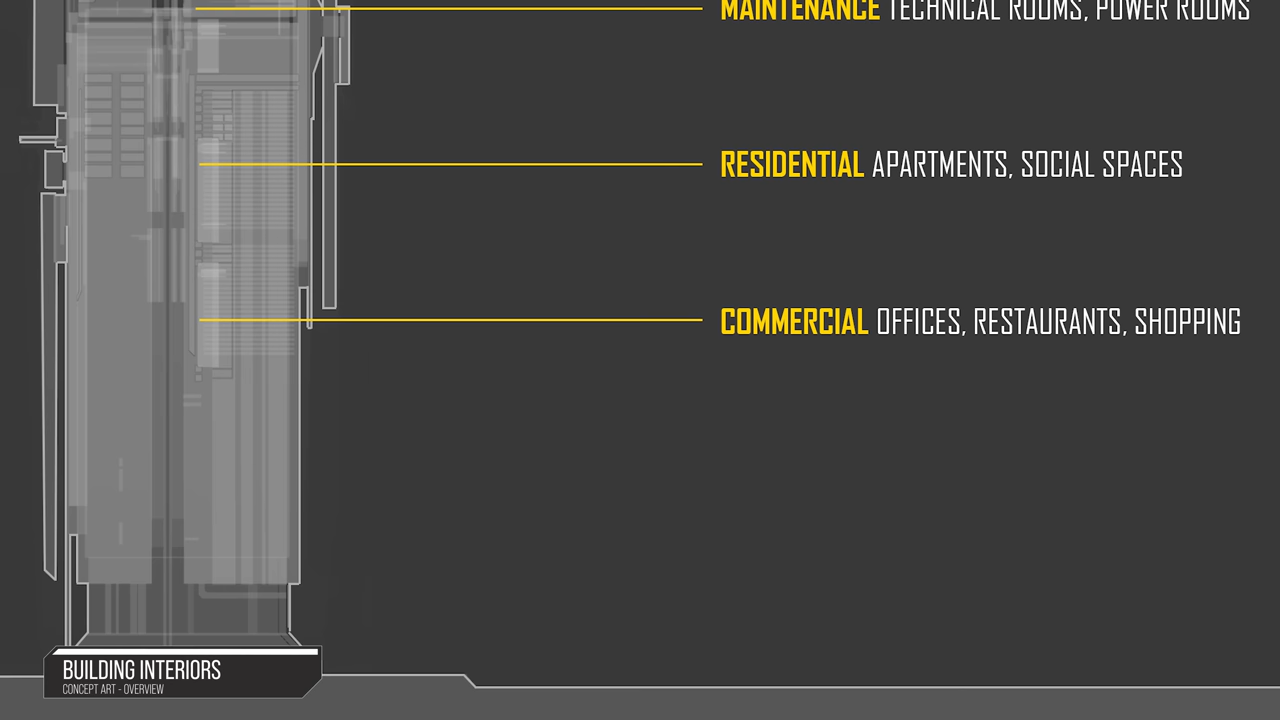 MAINTENANCE TECHNICAL ROOMS, POWER ROOMS
RESIDENTIAL APARTMENTS, SOCIAL SPACES
COMMERCIAL OFFICES, RESTAURANTS, SHOPPING
BUILDING INTERIORS
CONCEPT ART - OVERVIEW